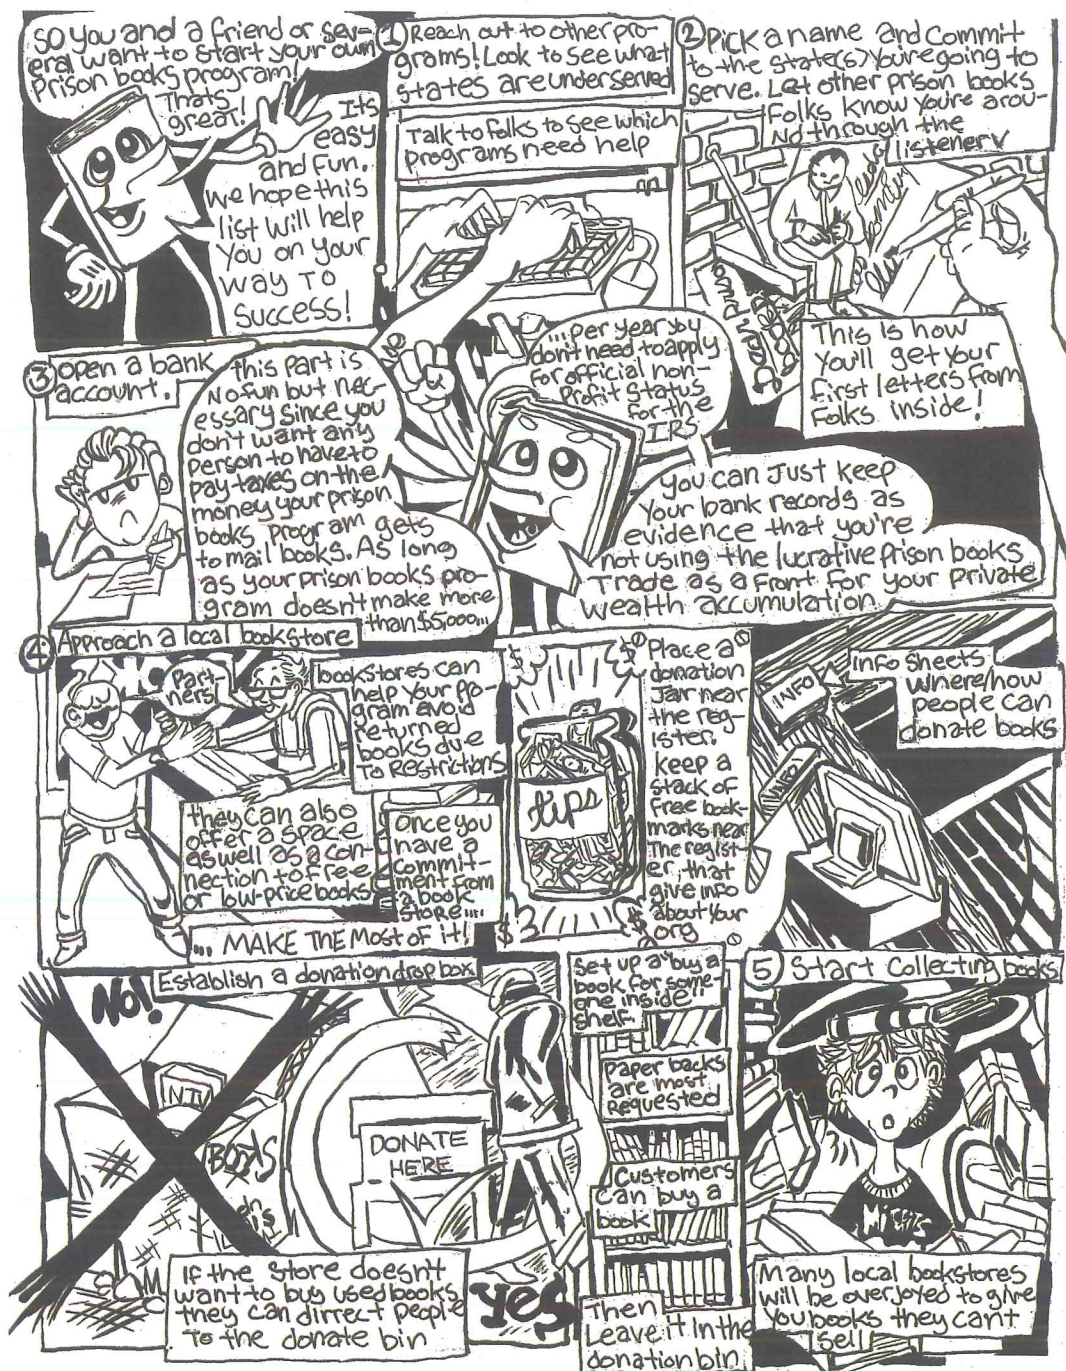 So you and a friend or sev-
eral want to start your own
Prison books program!
Thats
great!
Its
easy
and fun.
we hope this
list will help
You on your
way TO
Success!
① Reach out to other pro-
grams! Look to see what
states are underserved
Talk to folks to see which
programs need help
② Pick a name and commit
to the state(s) you're going to
serve. Let other prison books
Folks know you're arou-
Nd through the
listenerv
This is how
You'll get your
first letters from
Folks inside!
③ open a bank
account.
this part is
No fun but nec-
essary since you
don't want any
person to have to
pay taxes on the
money your prison
books program gets
to mail books. As long
as your prison books pro-
gram doesn't make more
than $5,000...
...per year you
don't need to apply
for official non-
Profit status
for the
IRS
you can Just keep
Your bank records as
evidence that you're
not using the lucrative prison books
Trade as a front for your private
wealth accumulation
④ Approach a local bookstore
Part-
ners!
bookstores can
help your pro-
gram avoid
returned
books due
To Restrictions
they can also
offer a space
as well as a con-
nection to free
or low-price books
Once you
have a
Commit-
ment from
a book
store....
... MAKE THE MOST OF IT!
tips
Place a
donation
Jar near
the reg-
ister.
keep a
stack of
Free book-
marks near
The regist-
er, that
give info
about your
org
Info sheets
where/how
people can
donate books
INFO
INFO
Establish a donation drop box
NO!
DONATE
HERE
If the store doesn't
want to buy used books
they can dirrect people
To the donate bin
yes
Set up a "buy a
book for some-
one inside"
shelf.
paper backs
are most
Requested
Customers
can buy a
book
Then
Leave it In the
donation bin
⑤ Start Collecting books
MiSfitS
Many local bookstores
will be overjoyed to give
You books they cant
Sell